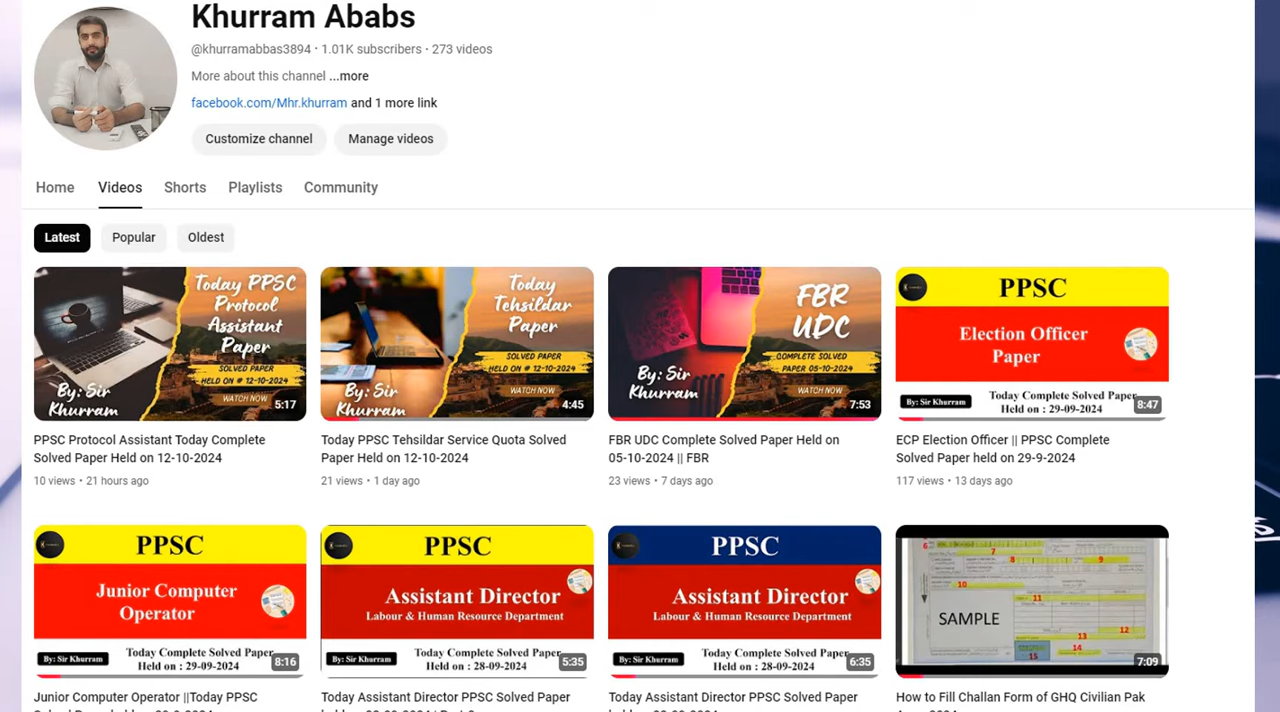 Khurram Ababs
@khurramabbas3894 · 1.01K subscribers · 273 videos
More about this channel ...more
facebook.com/Mhr.khurram and 1 more link
Customize channel
Manage videos
Home
Videos
Shorts
Playlists
Community
Latest
Popular
Oldest
Today PPSC
Protocol
Assistant
Paper
SOLVED PAPER
HELD ON # 12-10-2024
WATCH NOW
By: Sir
Khurram
5:17
Today
Tehsildar
Paper
SOLVED PAPER
HELD ON # 12-10-2024
WATCH NOW
By: Sir
Khurram
4:45
FBR
UDC
COMPLETE SOLVED
PAPER 05-10-2024
WATCH NOW
By: Sir
Khurram
7:53
PPSC
Election Officer
Paper
By: Sir Khurram
Today Complete Solved Paper
Held on : 29-09-2024
8:47
PPSC Protocol Assistant Today Complete
Solved Paper Held on 12-10-2024
10 views · 21 hours ago
Today PPSC Tehsildar Service Quota Solved
Paper Held on 12-10-2024
21 views · 1 day ago
FBR UDC Complete Solved Paper Held on
05-10-2024 || FBR
23 views · 7 days ago
ECP Election Officer || PPSC Complete
Solved Paper held on 29-9-2024
117 views · 13 days ago
PPSC
Junior Computer
Operator
By: Sir Khurram
Today Complete Solved Paper
Held on : 29-09-2024
8:16
PPSC
Assistant Director
Labour & Human Resource Department
By: Sir Khurram
Today Complete Solved Paper
Held on : 28-09-2024
5:35
PPSC
Assistant Director
Labour & Human Resource Department
By: Sir Khurram
Today Complete Solved Paper
Held on : 28-09-2024
6:35
6
7
8
9
10
11
SAMPLE
12
13
14
15
7:09
Junior Computer Operator ||Today PPSC
Today Assistant Director PPSC Solved Paper
Today Assistant Director PPSC Solved Paper
How to Fill Challan Form of GHQ Civilian Pak